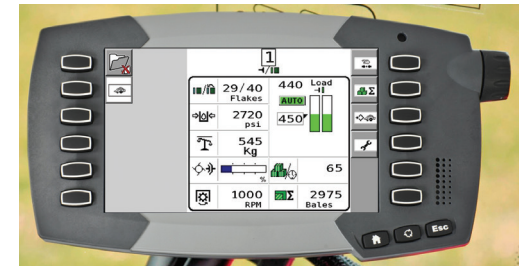 1
29/40
Flakes
440
Load
AUTO
450
2720
psi
545
Kg
%
65
1000
RPM
Σ
2975
Bales
Σ
Esc